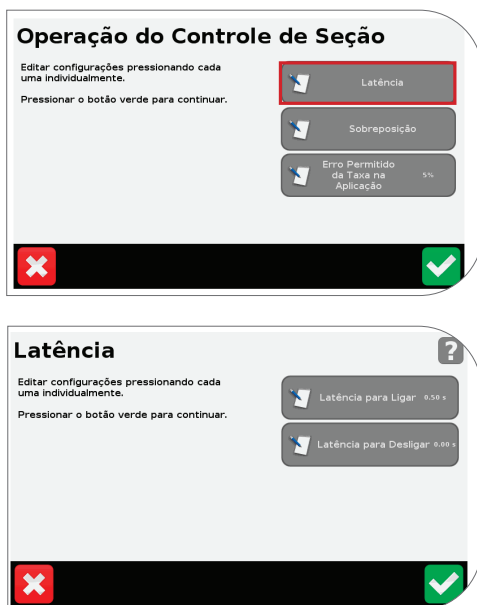 Operação do Controle de Seção
Editar configurações pressionando cada
uma individualmente.
Pressionar o botão verde para continuar.
Latência
Sobreposição
Erro Permitido
da Taxa na 5%
Aplicação
Latência
?
Editar configurações pressionando cada
uma individualmente.
Pressionar o botão verde para continuar.
Latência para Ligar 0.50 s
Latência para Desligar 0.00 s